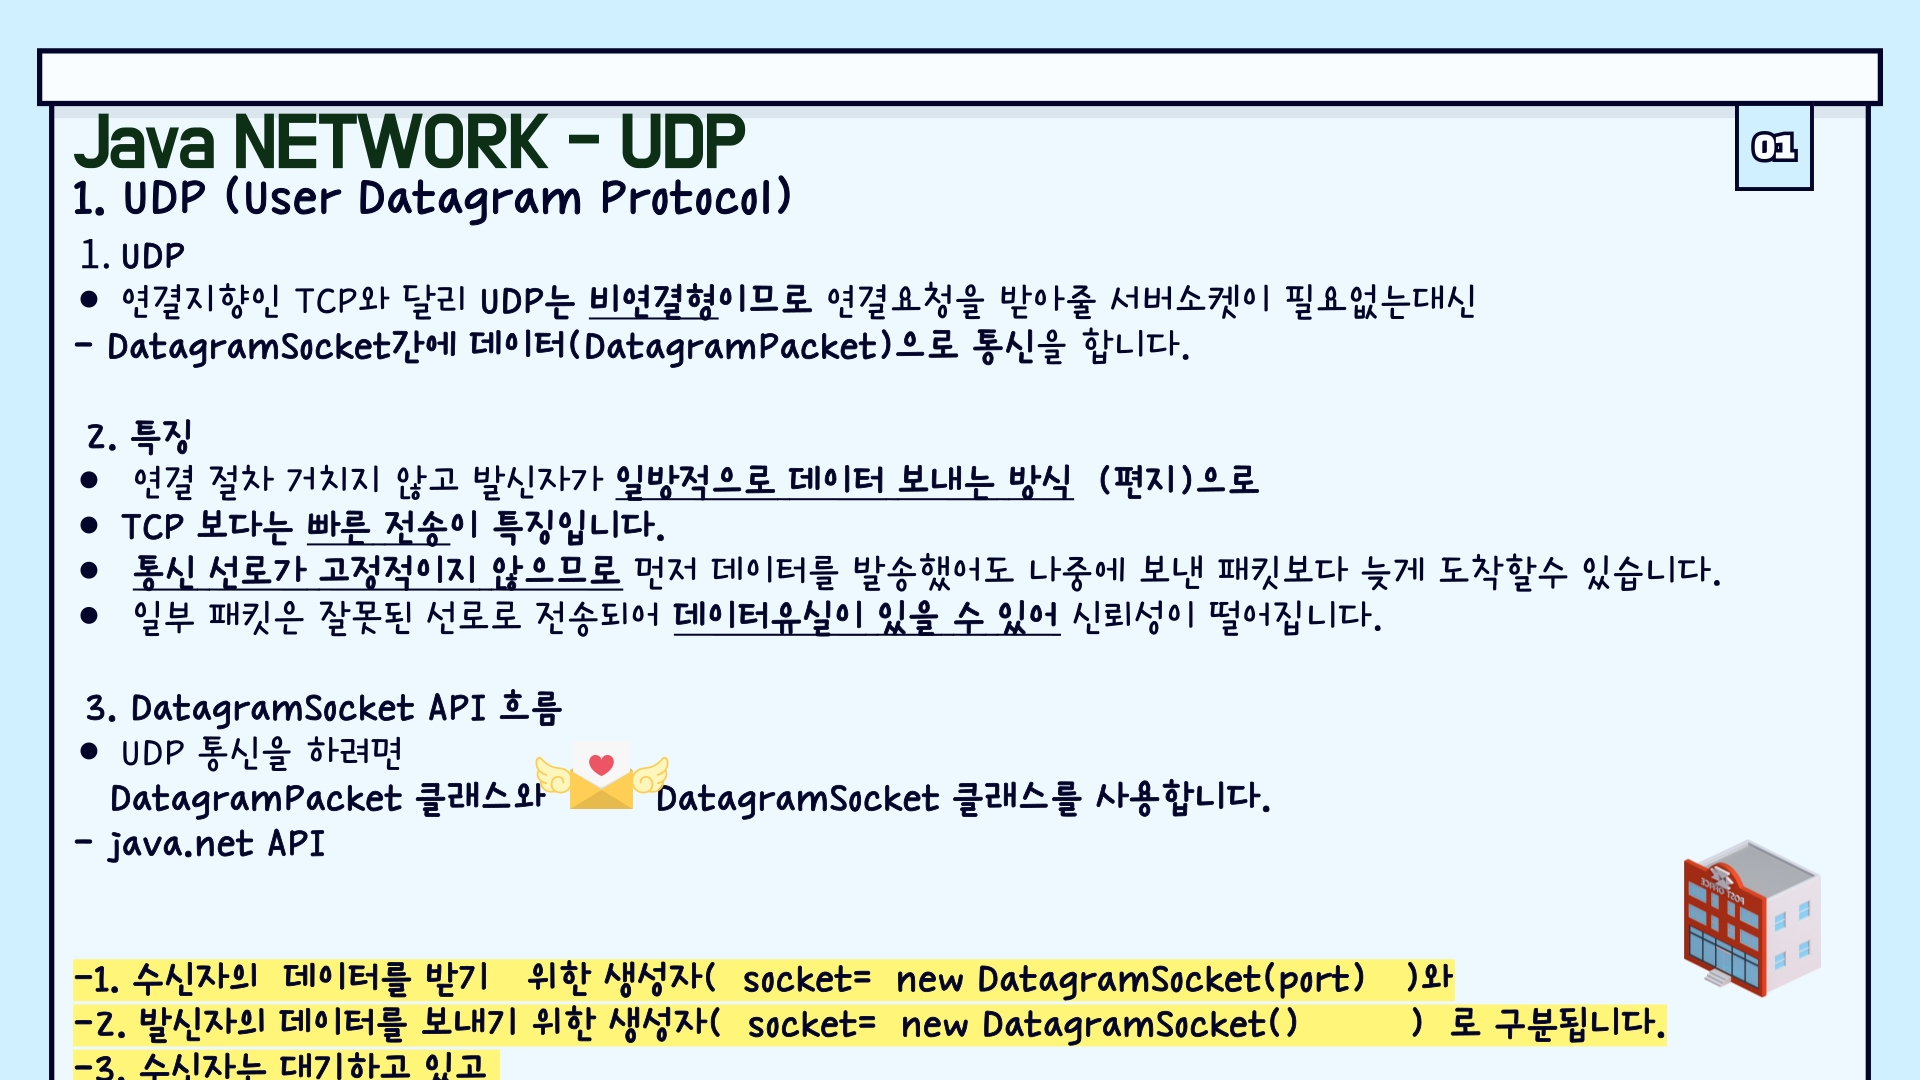 Java NETWORK - UDP
01
1. UDP (User Datagram Protocol)
1. UDP
● 연결지향인 TCP와 달리 UDP는 비연결형이므로 연결요청을 받아줄 서버소켓이 필요없는대신
- DatagramSocket간에 데이터(DatagramPacket)으로 통신을 합니다.
2. 특징
● 연결 절차 거치지 않고 발신자가 일방적으로 데이터 보내는 방식 (편지)으로
● TCP 보다는 빠른 전송이 특징입니다.
● 통신 선로가 고정적이지 않으므로 먼저 데이터를 발송했어도 나중에 보낸 패킷보다 늦게 도착할수 있습니다.
● 일부 패킷은 잘못된 선로로 전송되어 데이터유실이 있을 수 있어 신뢰성이 떨어집니다.
3. DatagramSocket API 흐름
● UDP 통신을 하려면
DatagramPacket 클래스와 DatagramSocket 클래스를 사용합니다.
- java.net API
-1. 수신자의 데이터를 받기 위한 생성자( socket= new DatagramSocket(port) )와
-2. 발신자의 데이터를 보내기 위한 생성자( socket= new DatagramSocket() ) 로 구분됩니다.
-3. 수신자는 대기하고 있고